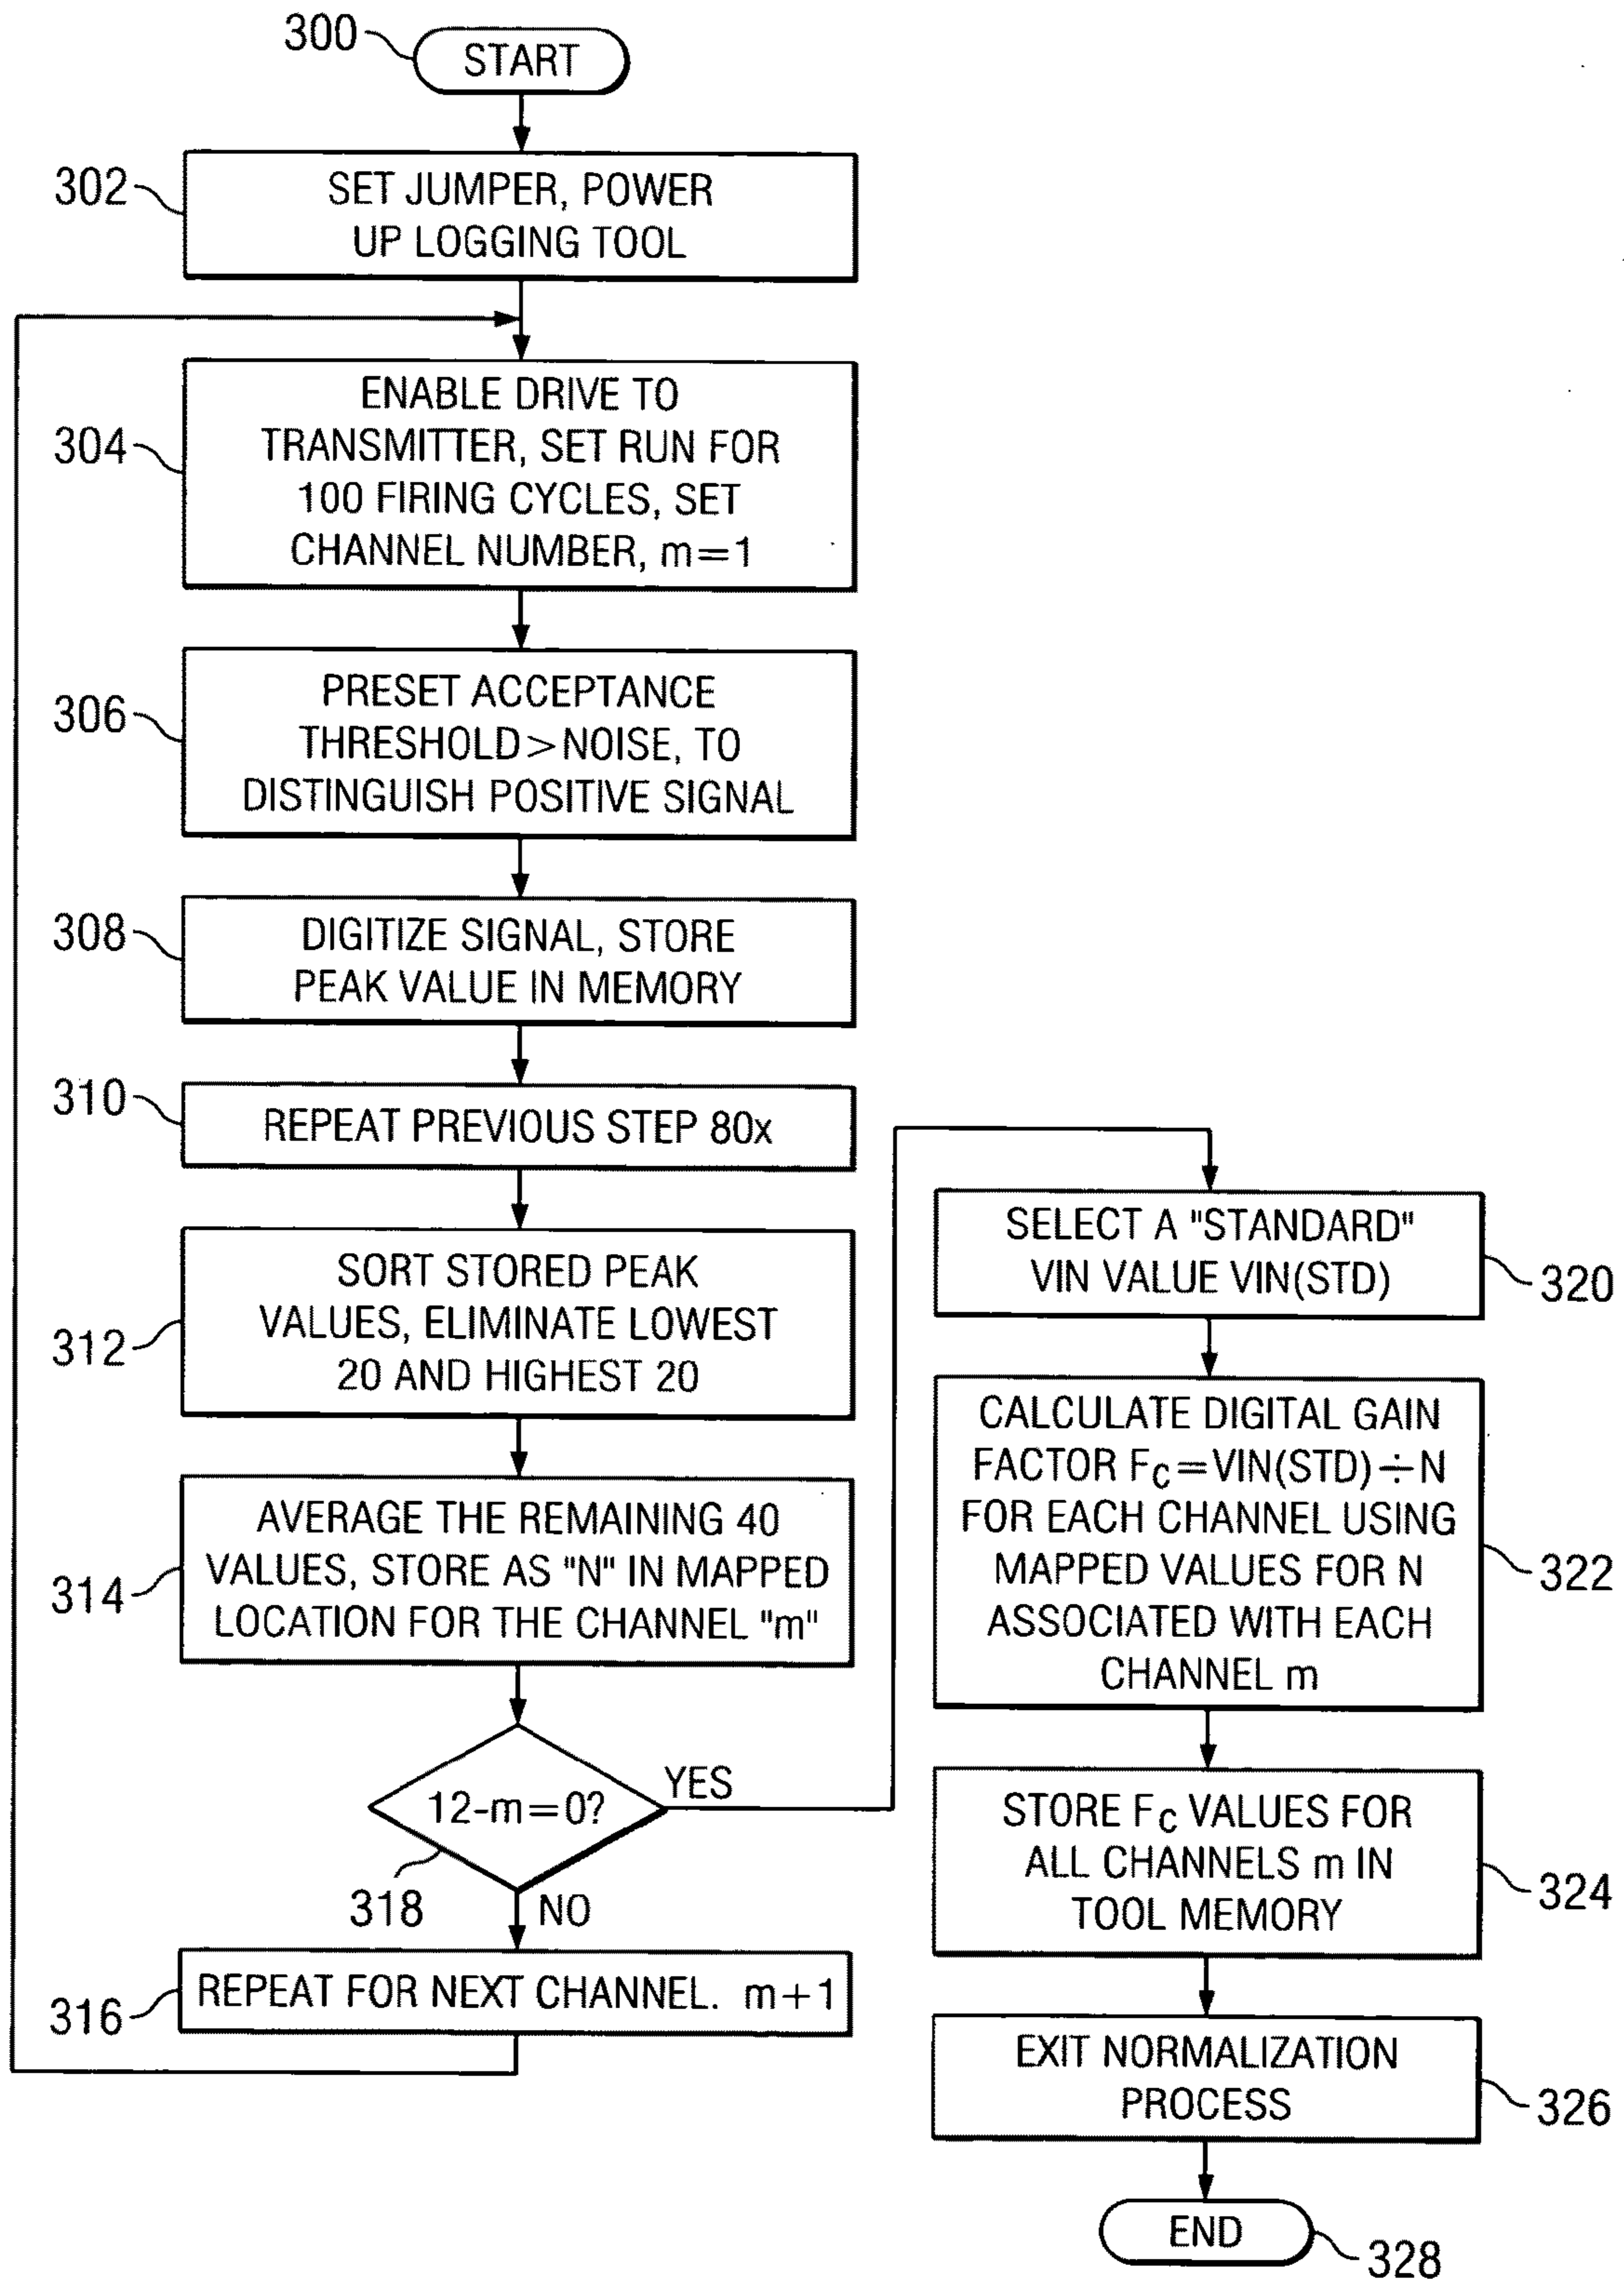 300
START
302
SET JUMPER, POWER
UP LOGGING TOOL
304
ENABLE DRIVE TO
TRANSMITTER, SET RUN FOR
100 FIRING CYCLES, SET
CHANNEL NUMBER, m=1
306
PRESET ACCEPTANCE
THRESHOLD>NOISE, TO
DISTINGUISH POSITIVE SIGNAL
308
DIGITIZE SIGNAL, STORE
PEAK VALUE IN MEMORY
310
REPEAT PREVIOUS STEP 80x
312
SORT STORED PEAK
VALUES, ELIMINATE LOWEST
20 AND HIGHEST 20
314
AVERAGE THE REMAINING 40
VALUES, STORE AS "N" IN MAPPED
LOCATION FOR THE CHANNEL "m"
12-m=0?
YES
318
NO
316
REPEAT FOR NEXT CHANNEL. m+1
SELECT A "STANDARD"
VIN VALUE VIN(STD)
320
CALCULATE DIGITAL GAIN
FACTOR FC=VIN(STD)÷N
FOR EACH CHANNEL USING
MAPPED VALUES FOR N
ASSOCIATED WITH EACH
CHANNEL m
322
STORE FC VALUES FOR
ALL CHANNELS m IN
TOOL MEMORY
324
EXIT NORMALIZATION
PROCESS
326
END
328